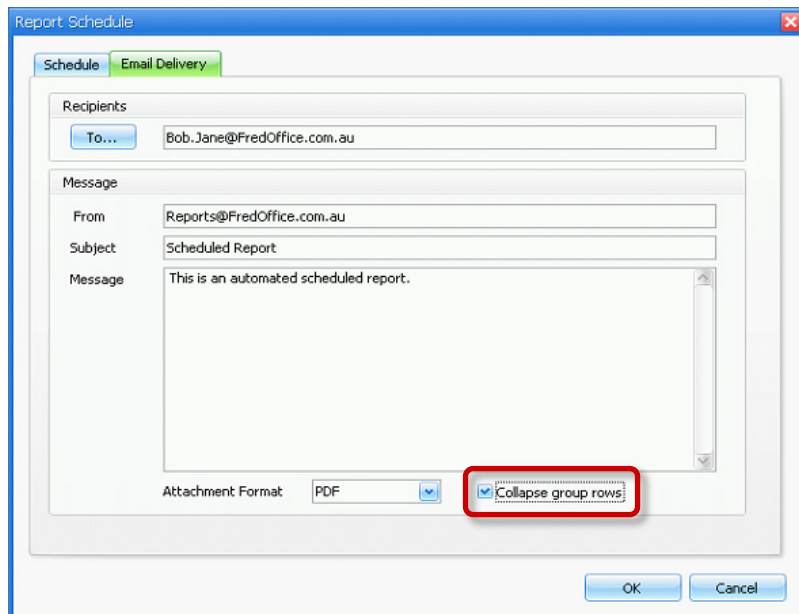 Report Schedule
Schedule
Email Delivery
Recipients
To...
Bob.Jane@FredOffice.com.au
Message
From
Reports@FredOffice.com.au
Subject
Scheduled Report
Message
This is an automated scheduled report.
Attachment Format
PDF
Collapse group rows
OK
Cancel